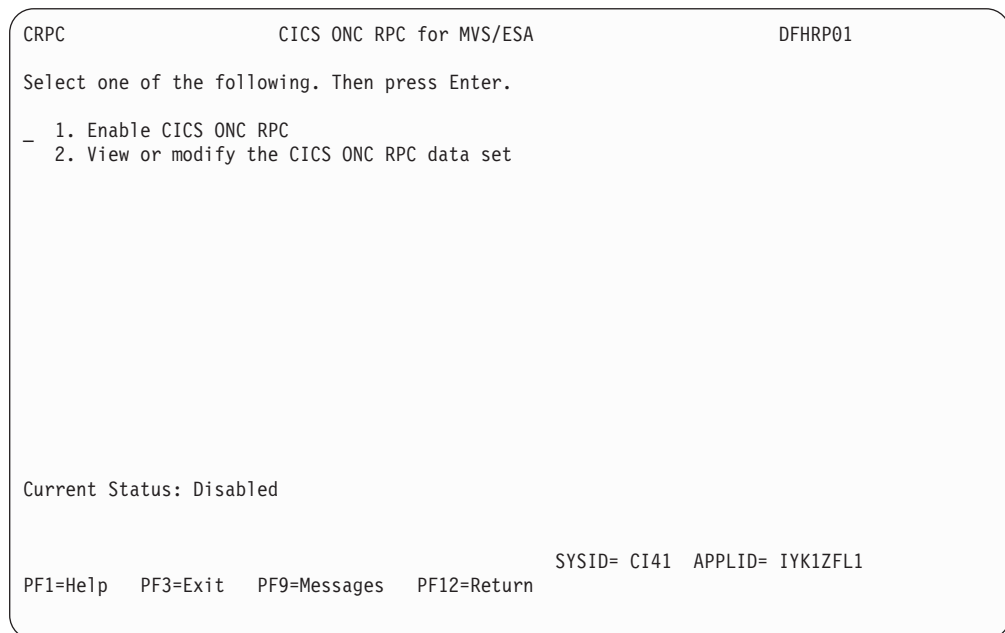 CRPC CICS ONC RPC for MVS/ESA DFHRP01
Select one of the following. Then press Enter.
_ 1. Enable CICS ONC RPC
2. View or modify the CICS ONC RPC data set
Current Status: Disabled
SYSID= CI41 APPLID= IYK1ZFL1
PF1=Help PF3=Exit PF9=Messages PF12=Return